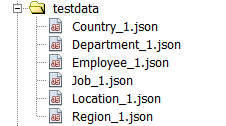 testdata
Country_1.json
Department_1.json
Employee_1.json
Job_1.json
Location_1.json
Region_1.json